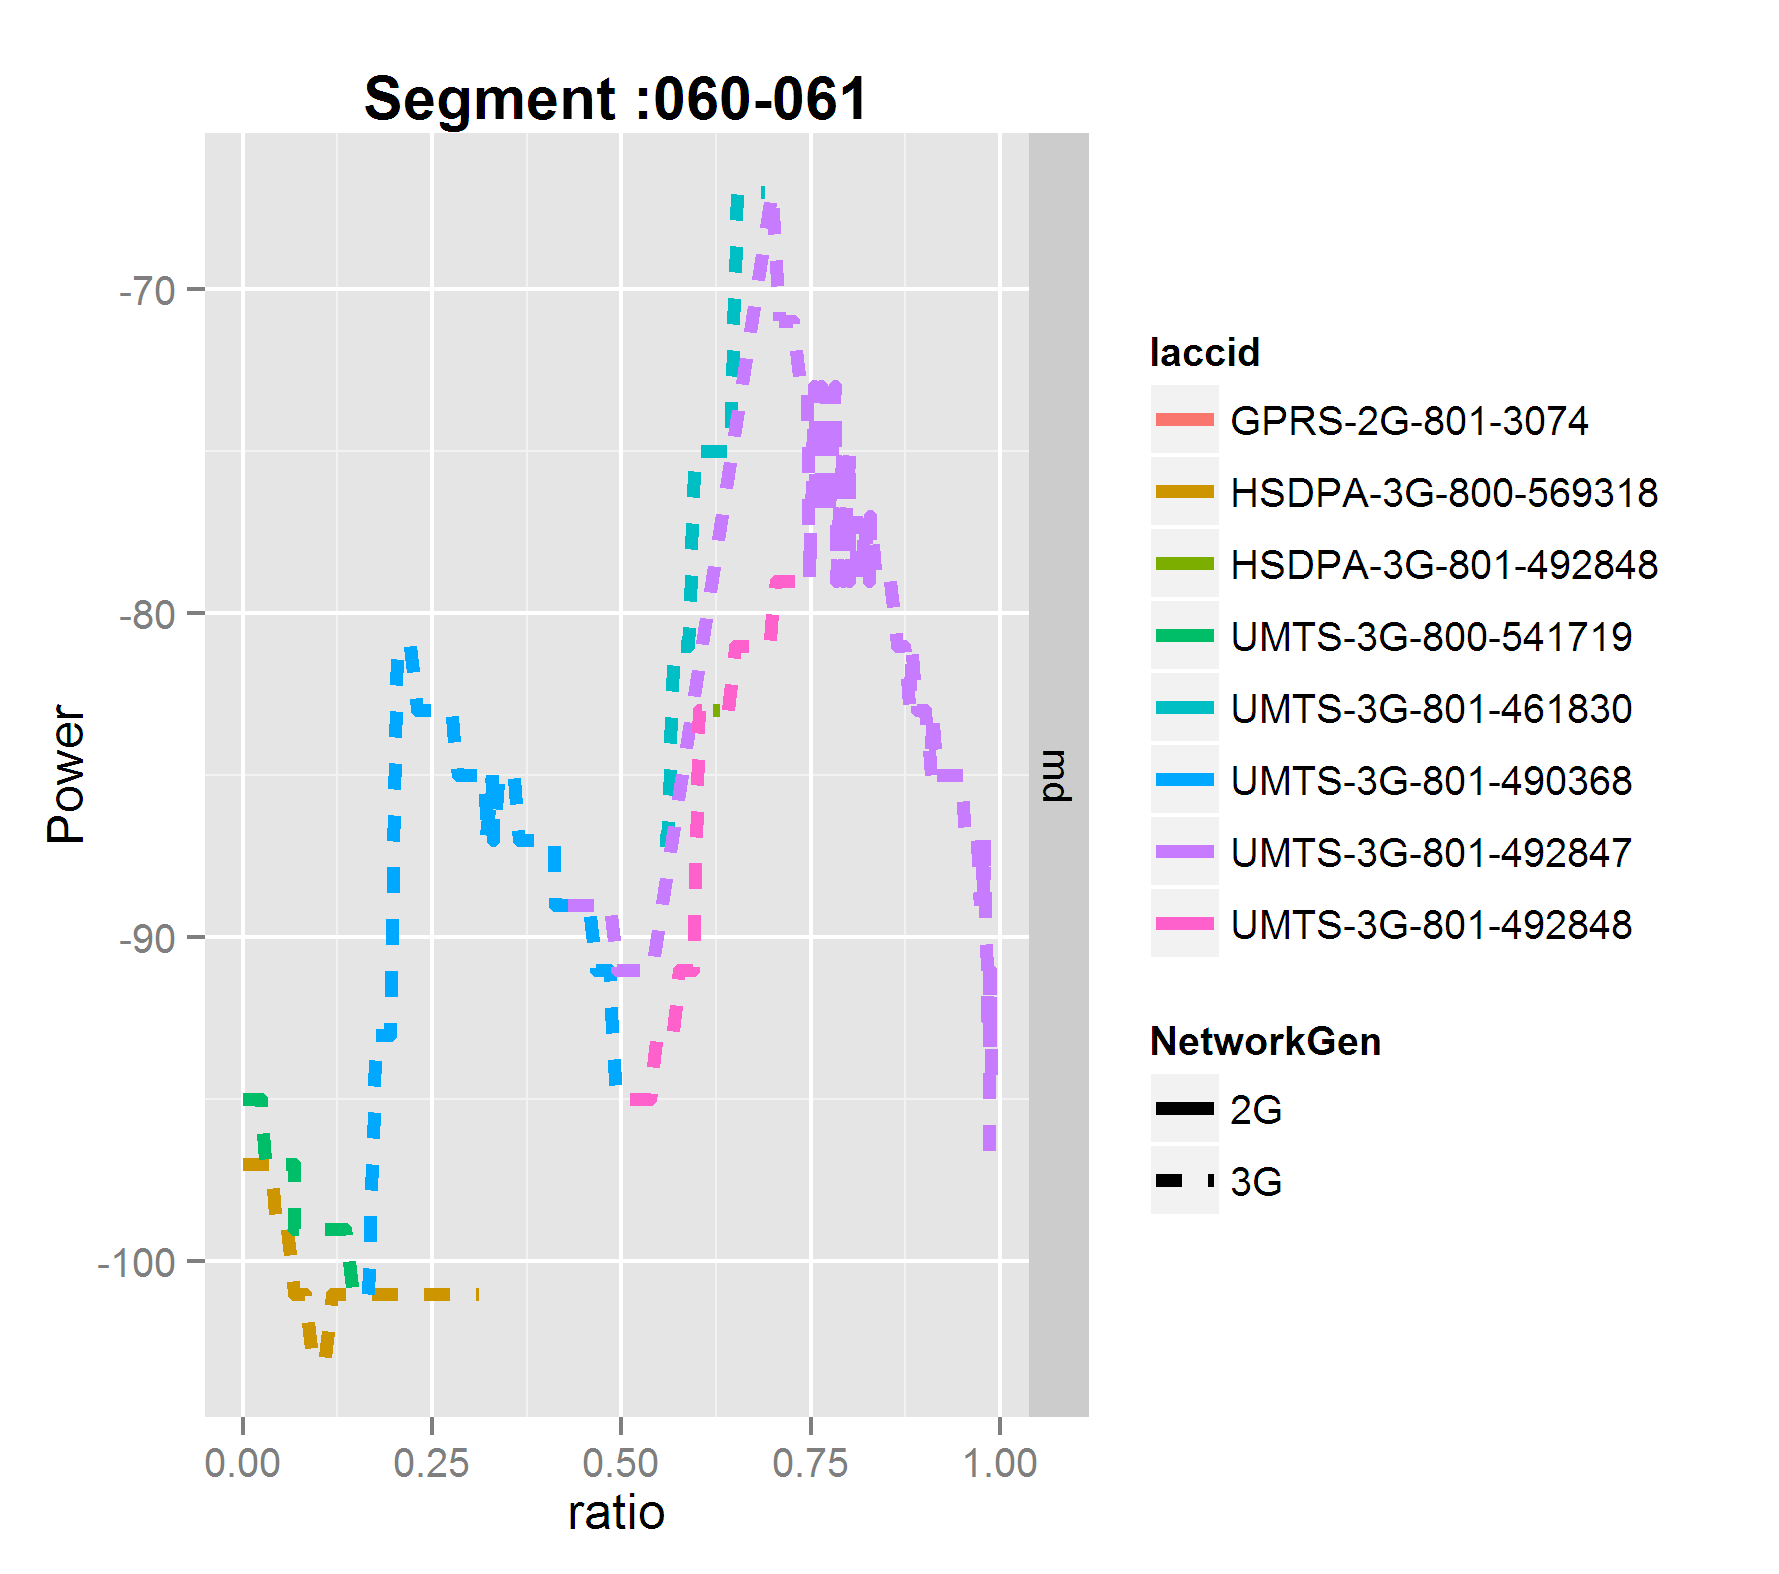 Segment :060-061
Power
-70
-80
-90
-100
0.00 0.25 0.50 0.75 1.00
ratio
md
laccid
GPRS-2G-801-3074
HSDPA-3G-800-569318
HSDPA-3G-801-492848
UMTS-3G-800-541719
UMTS-3G-801-461830
UMTS-3G-801-490368
UMTS-3G-801-492847
UMTS-3G-801-492848
NetworkGen
2G
3G